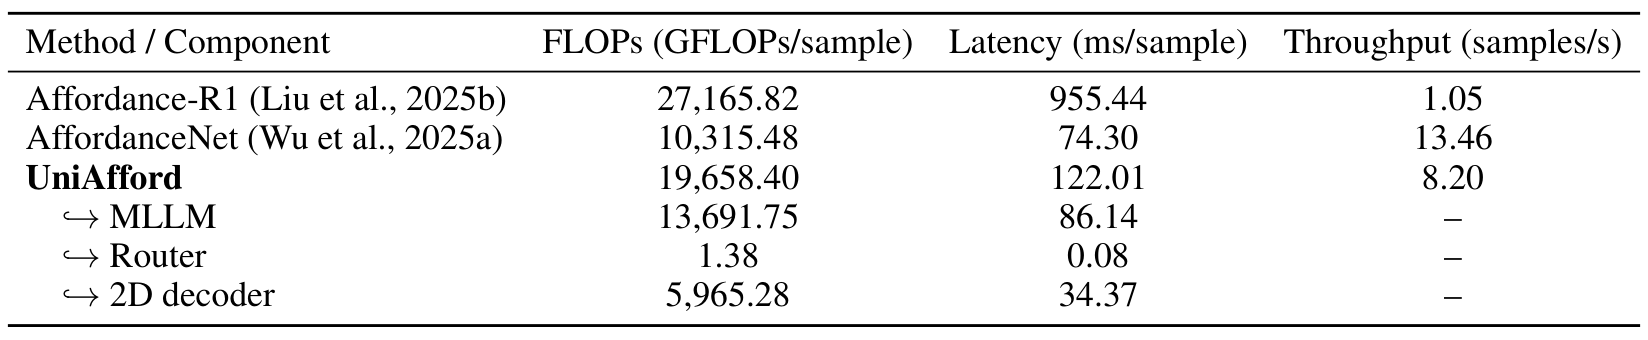 Method / Component FLOPs (GFLOPs/sample) Latency (ms/sample) Throughput (samples/s)
Affordance-R1 (Liu et al., 2025b) 27,165.82 955.44 1.05
AffordanceNet (Wu et al., 2025a) 10,315.48 74.30 13.46
UniAfford 19,658.40 122.01 8.20
↪ MLLM 13,691.75 86.14 –
↪ Router 1.38 0.08 –
↪ 2D decoder 5,965.28 34.37 –